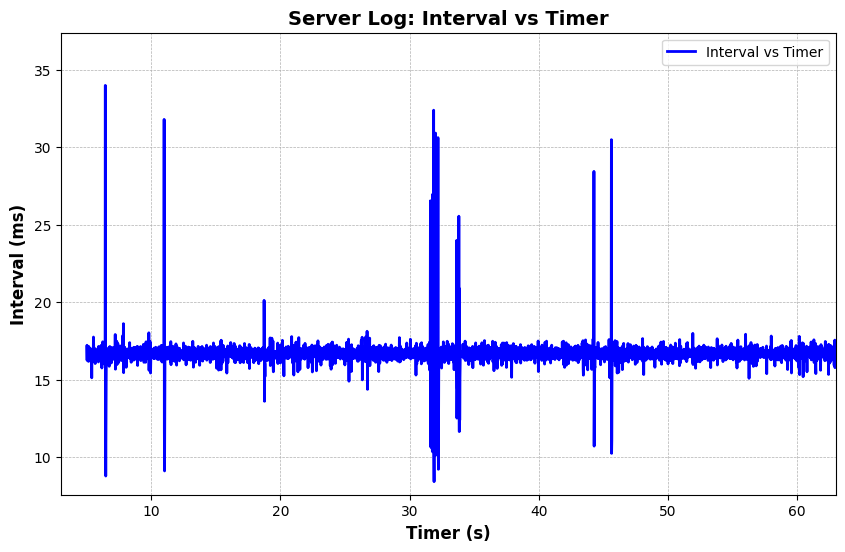 Server Log: Interval vs Timer
Interval vs Timer
Interval (ms)
35
30
25
20
15
10
10 20 30 40 50 60
Timer (s)